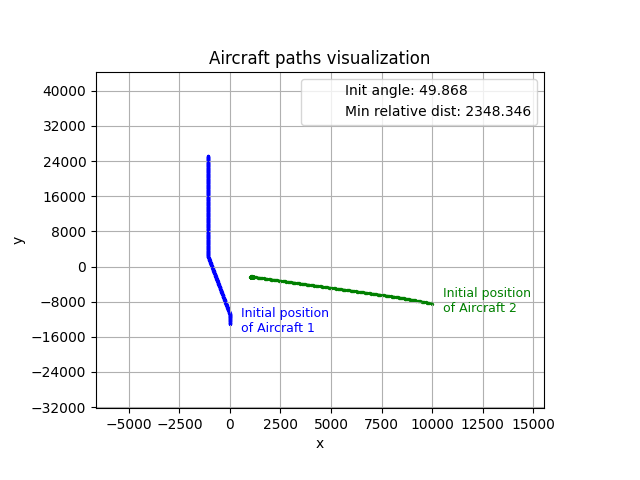 Aircraft paths visualization
Init angle: 49.868
Min relative dist: 2348.346
40000
32000
24000
16000
8000
0
−8000
−16000
−24000
−32000
y
Initial position
of Aircraft 1
Initial position
of Aircraft 2
−5000 −2500 0 2500 5000 7500 10000 12500 15000
x